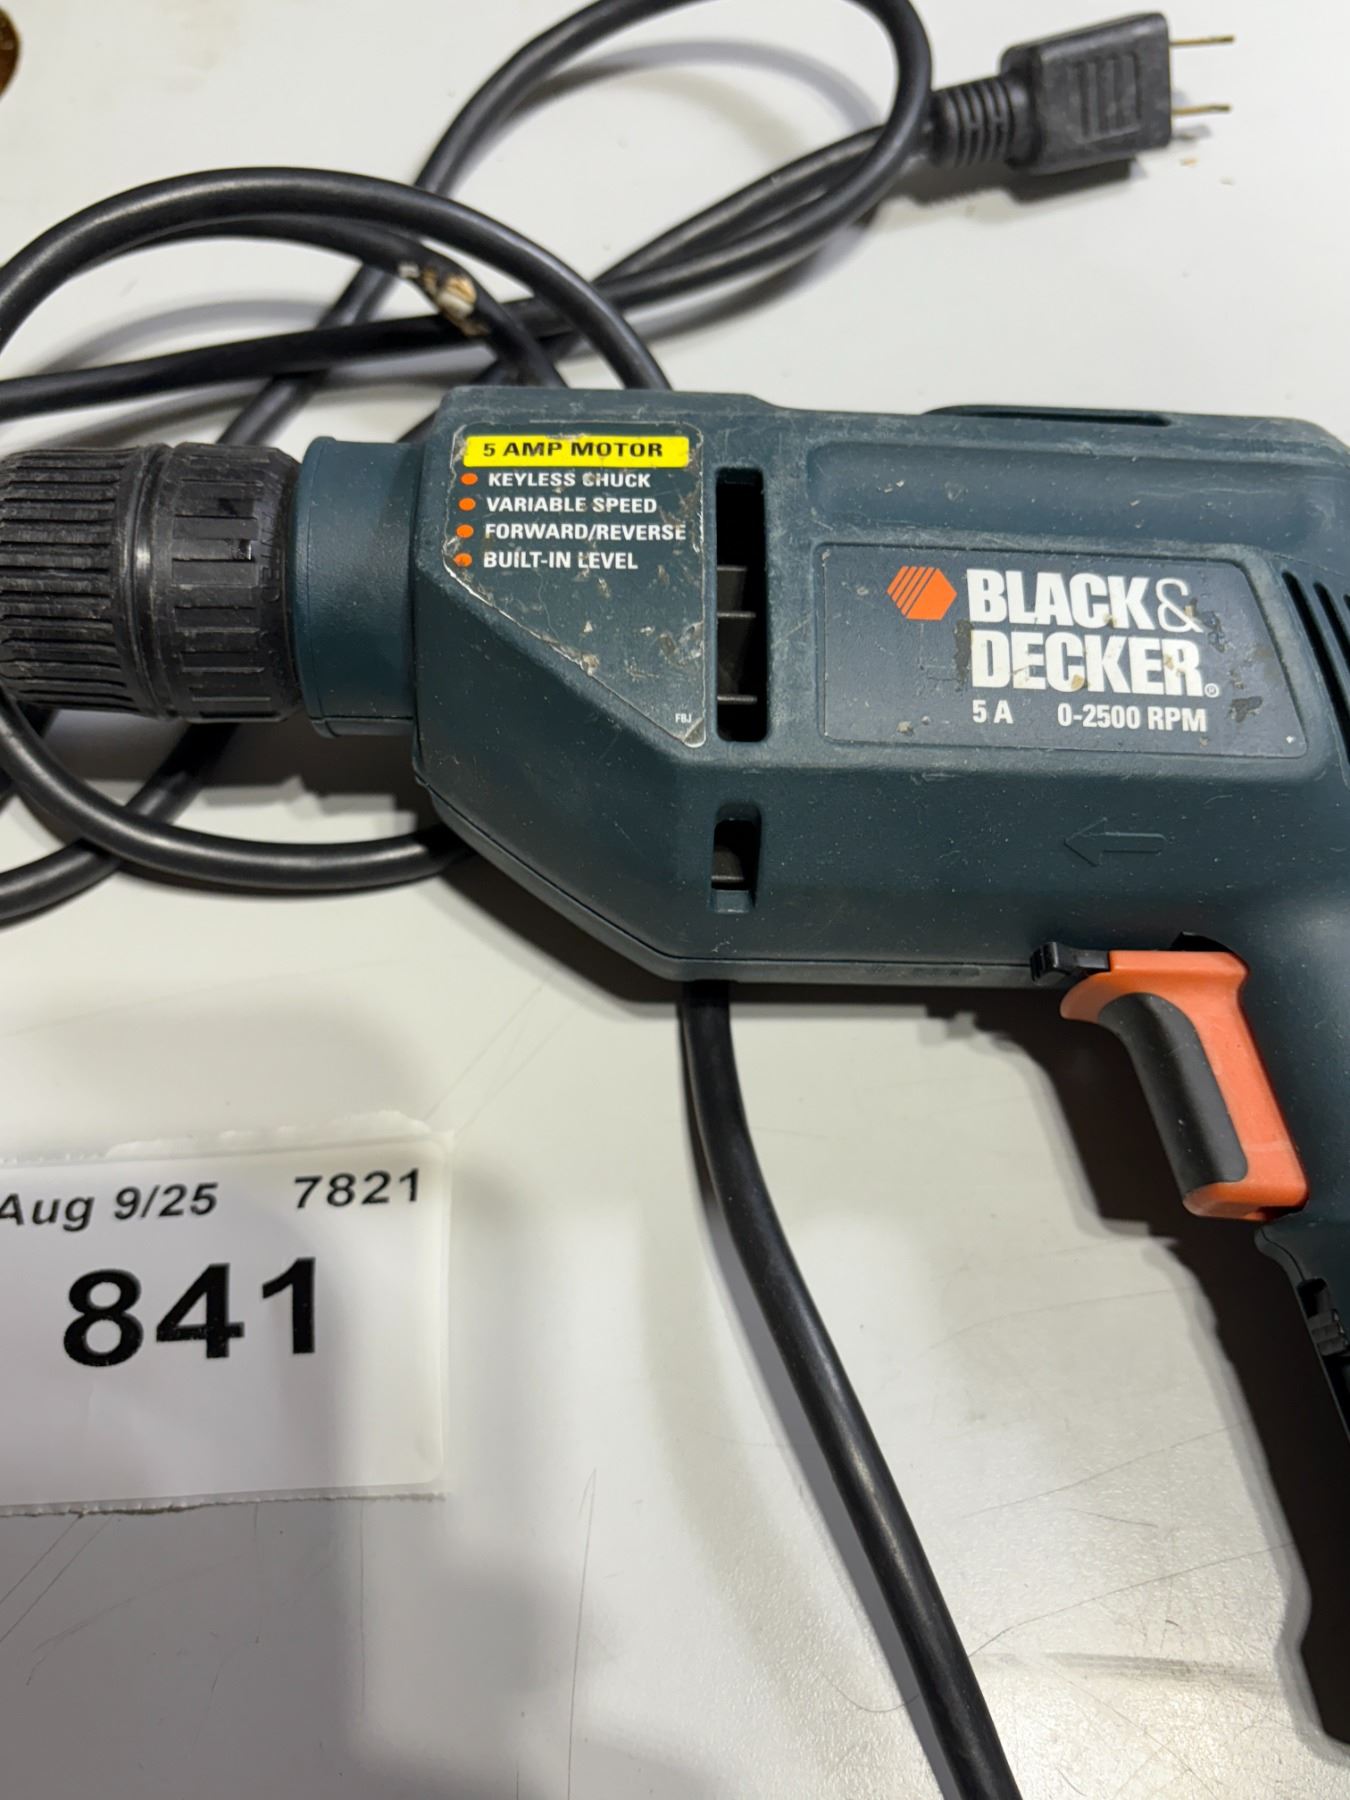 5 AMP MOTOR
KEYLESS CHUCK
VARIABLE SPEED
FORWARD/REVERSE
BUILT-IN LEVEL
FBJ
BLACK&
DECKER®
5 A 0-2500 RPM
Aug 9/25 7821
841